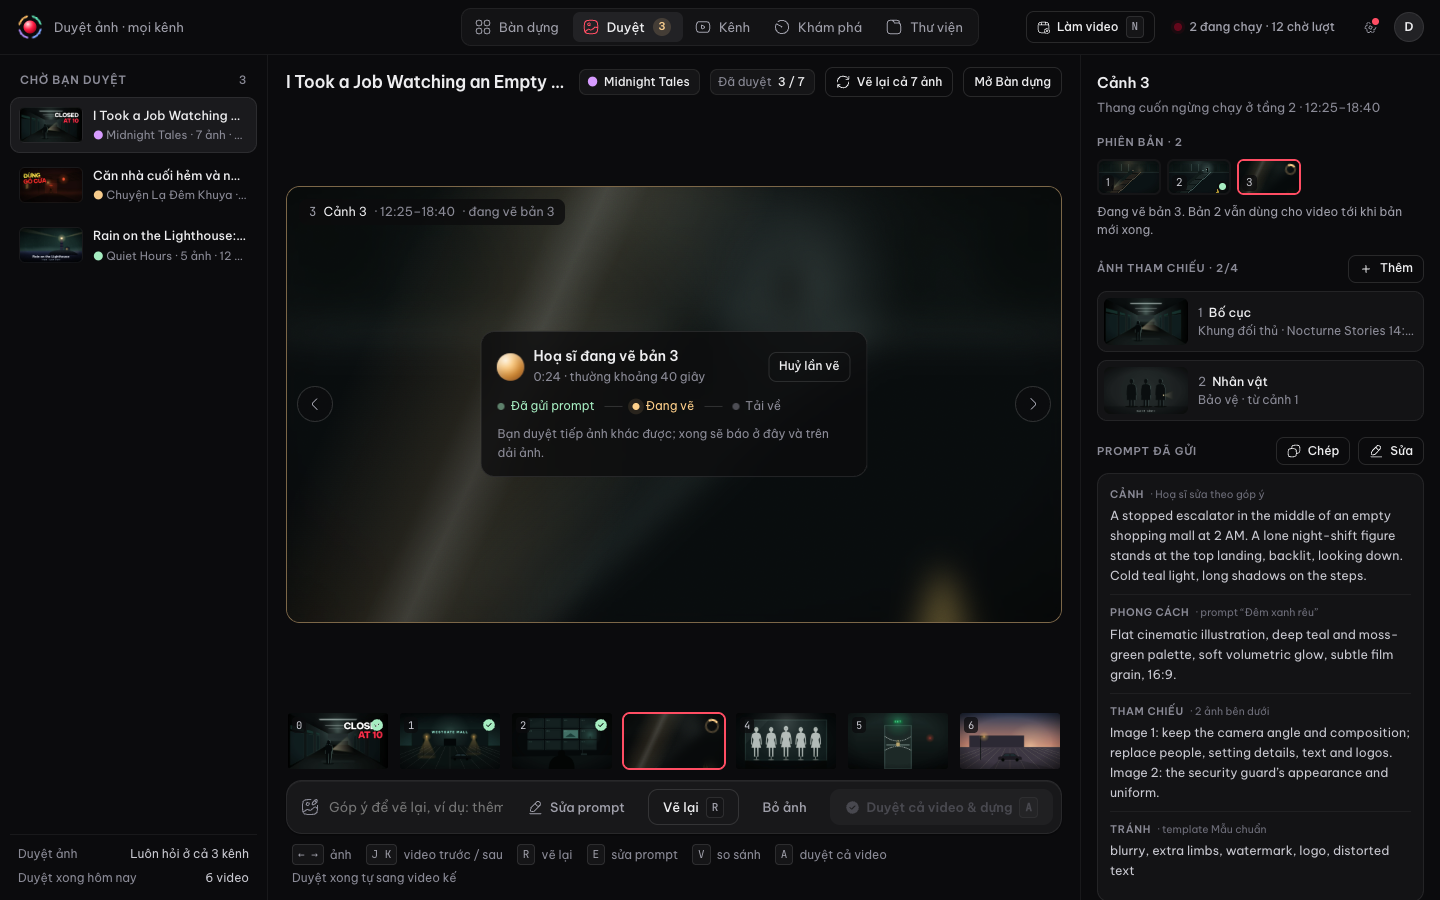 Duyệt ảnh · mọi kênh
Bàn dựng
Duyệt 3
Kênh
Khám phá
Thư viện
Làm video N
2 đang chạy · 12 chờ lượt
D
CHỜ BẠN DUYỆT 3
CLOSED
AT 10
I Took a Job Watching ...
Midnight Tales · 7 ảnh · ...
ĐỪNG
GÕ CỬA
Căn nhà cuối hẻm và n...
Chuyện Lạ Đêm Khuya ·...
Rain on the Lighthouse
Rain on the Lighthouse:...
Quiet Hours · 5 ảnh · 12 ...
Duyệt ảnh Luôn hỏi ở cả 3 kênh
Duyệt xong hôm nay 6 video
I Took a Job Watching an Empty ...
Midnight Tales
Đã duyệt 3 / 7
Vẽ lại cả 7 ảnh
Mở Bàn dựng
3 Cảnh 3 · 12:25–18:40 · đang vẽ bản 3
Hoạ sĩ đang vẽ bản 3
0:24 · thường khoảng 40 giây
Huỷ lần vẽ
Đã gửi prompt
Đang vẽ
Tải về
Bạn duyệt tiếp ảnh khác được; xong sẽ báo ở đây và trên
dải ảnh.
0
CLOSED
AT 10
1
WESTGATE MALL
2
4
5
6
Góp ý để vẽ lại, ví dụ: thêm
Sửa prompt
Vẽ lại R
Bỏ ảnh
Duyệt cả video & dựng A
← → ảnh
J K video trước / sau
R vẽ lại
E sửa prompt
V so sánh
A duyệt cả video
Duyệt xong tự sang video kế
Cảnh 3
Thang cuốn ngừng chạy ở tầng 2 · 12:25–18:40
PHIÊN BẢN · 2
1
2
3
Đang vẽ bản 3. Bản 2 vẫn dùng cho video tới khi bản
mới xong.
ẢNH THAM CHIẾU · 2/4
Thêm
1 Bố cục
Khung đối thủ · Nocturne Stories 14:...
2 Nhân vật
Bảo vệ · từ cảnh 1
PROMPT ĐÃ GỬI
Chép
Sửa
CẢNH · Hoạ sĩ sửa theo góp ý
A stopped escalator in the middle of an empty
shopping mall at 2 AM. A lone night-shift figure
stands at the top landing, backlit, looking down.
Cold teal light, long shadows on the steps.
PHONG CÁCH · prompt “Đêm xanh rêu”
Flat cinematic illustration, deep teal and moss-
green palette, soft volumetric glow, subtle film
grain, 16:9.
THAM CHIẾU · 2 ảnh bên dưới
Image 1: keep the camera angle and composition;
replace people, setting details, text and logos.
Image 2: the security guard’s appearance and
uniform.
TRÁNH · template Mẫu chuẩn
blurry, extra limbs, watermark, logo, distorted
text